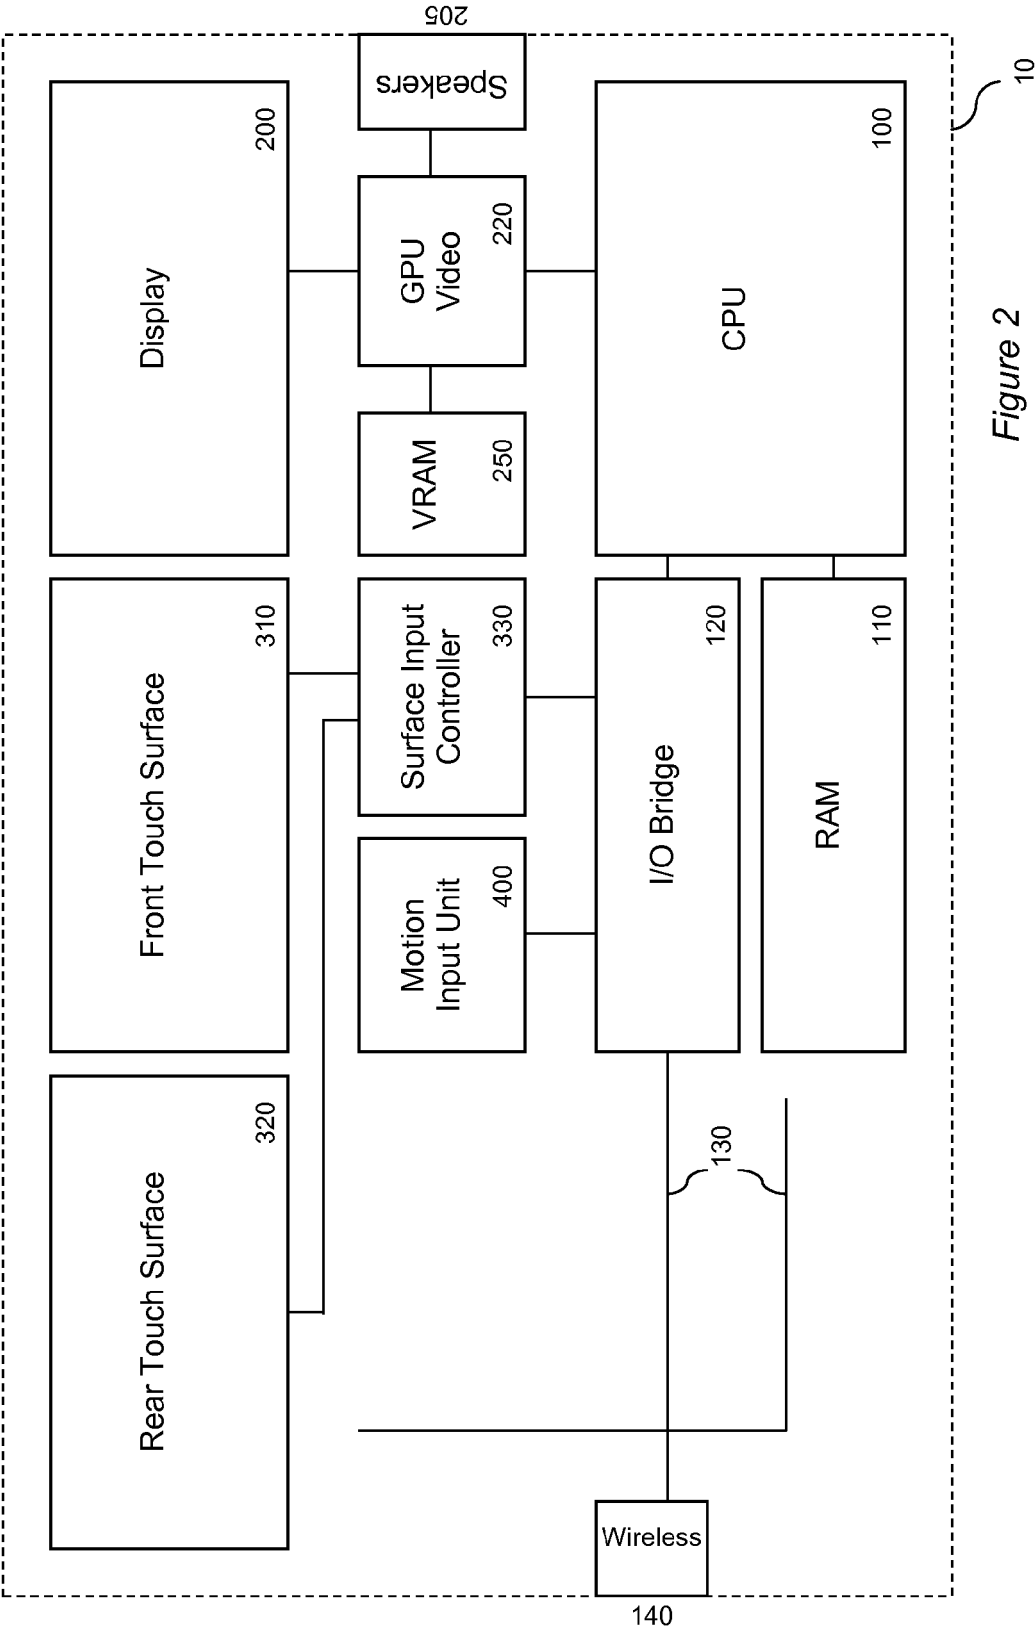 Rear Touch Surface
320
Front Touch Surface
310
Display
200
Motion
Input Unit
400
Surface Input
Controller
330
VRAM
250
GPU
Video
220
Speakers
205
Wireless
140
130
I/O Bridge
120
RAM
110
CPU
100
10
Figure 2